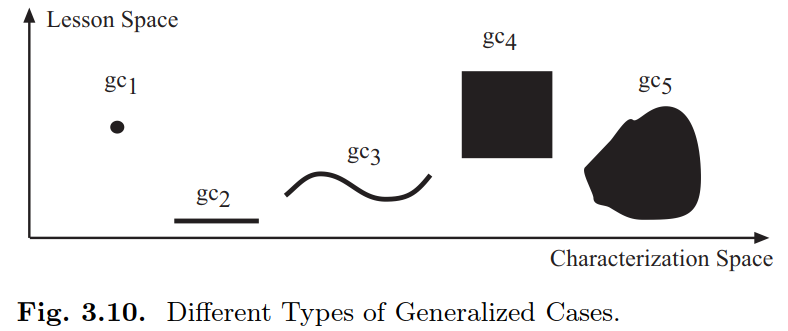 Lesson Space
gc4
gc1
gc5
gc3
gc2
Characterization Space
Fig. 3.10. Different Types of Generalized Cases.